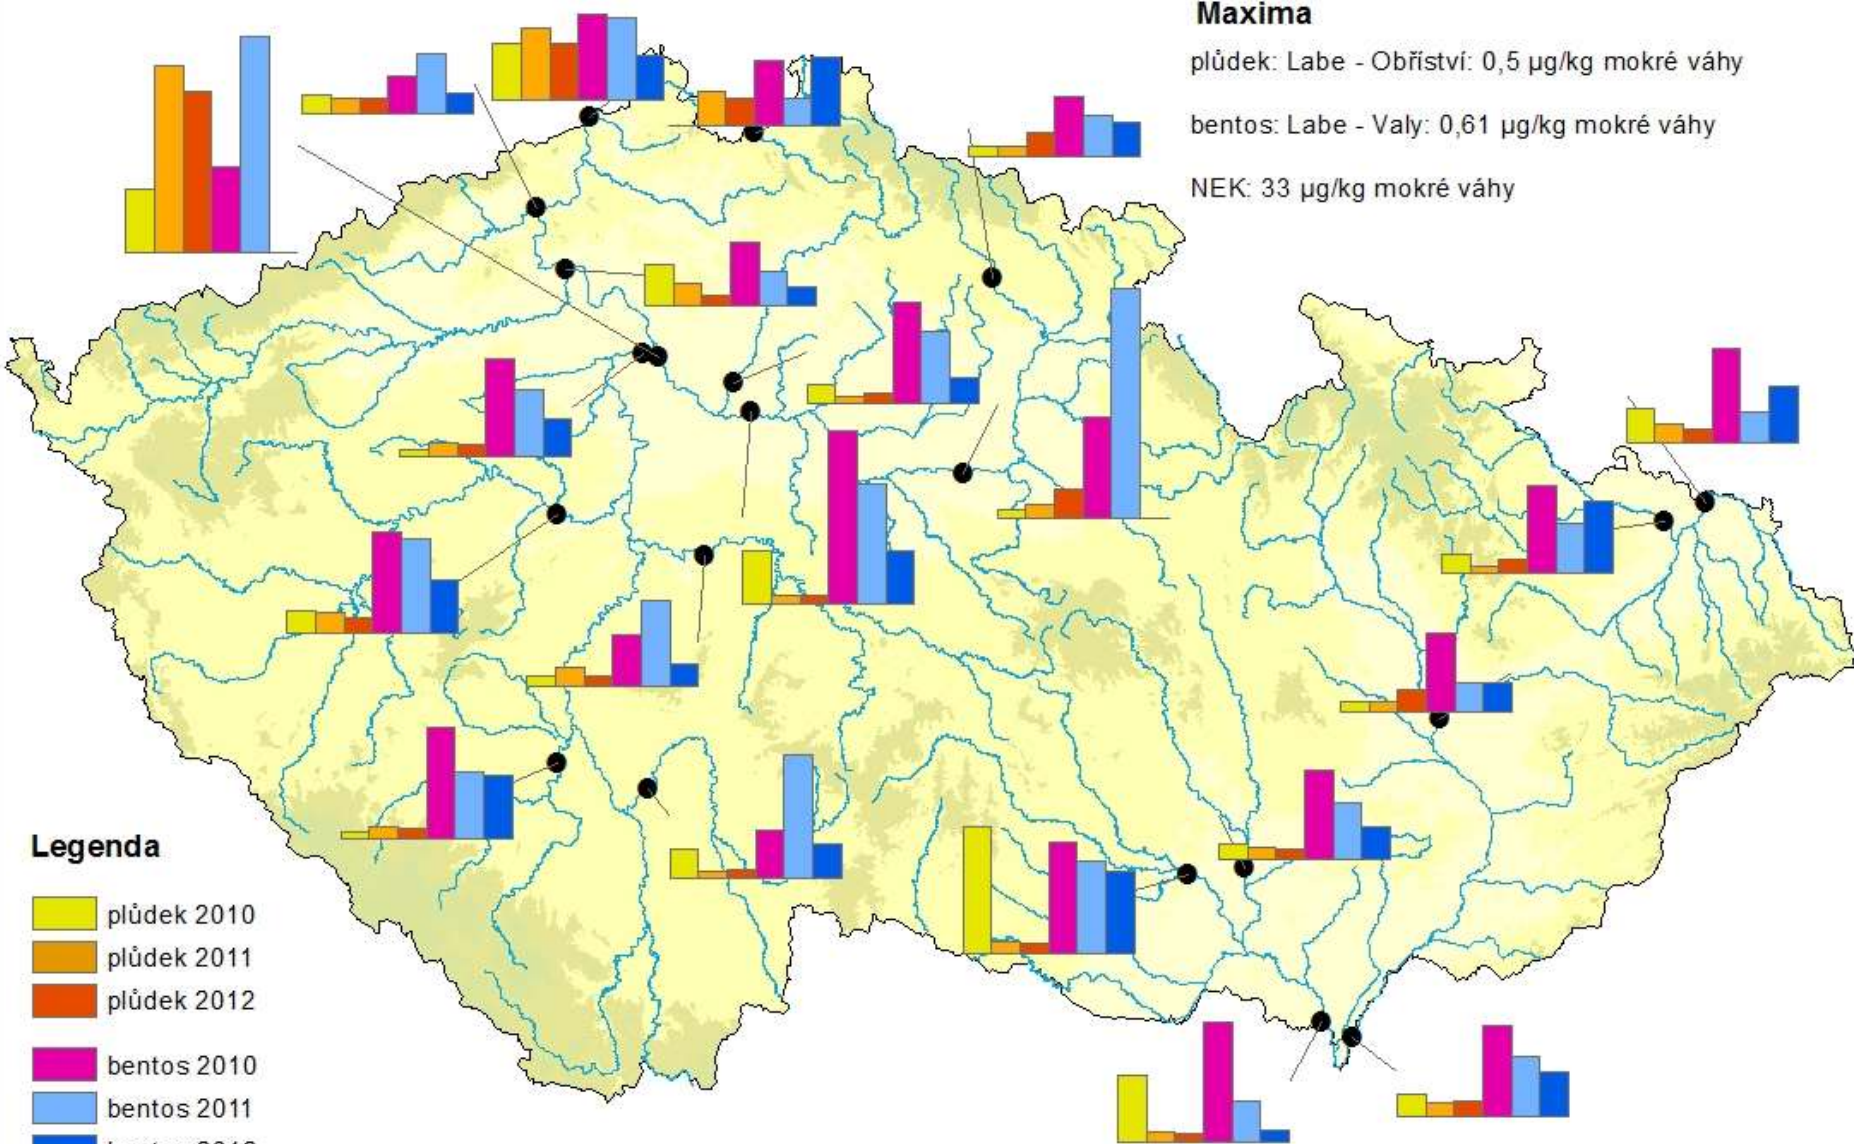 Maxima
plůdek: Labe - Obříství: 0,5 µg/kg mokré váhy
bentos: Labe - Valy: 0,61 µg/kg mokré váhy
NEK: 33 µg/kg mokré váhy
Legenda
plůdek 2010
plůdek 2011
plůdek 2012
bentos 2010
bentos 2011